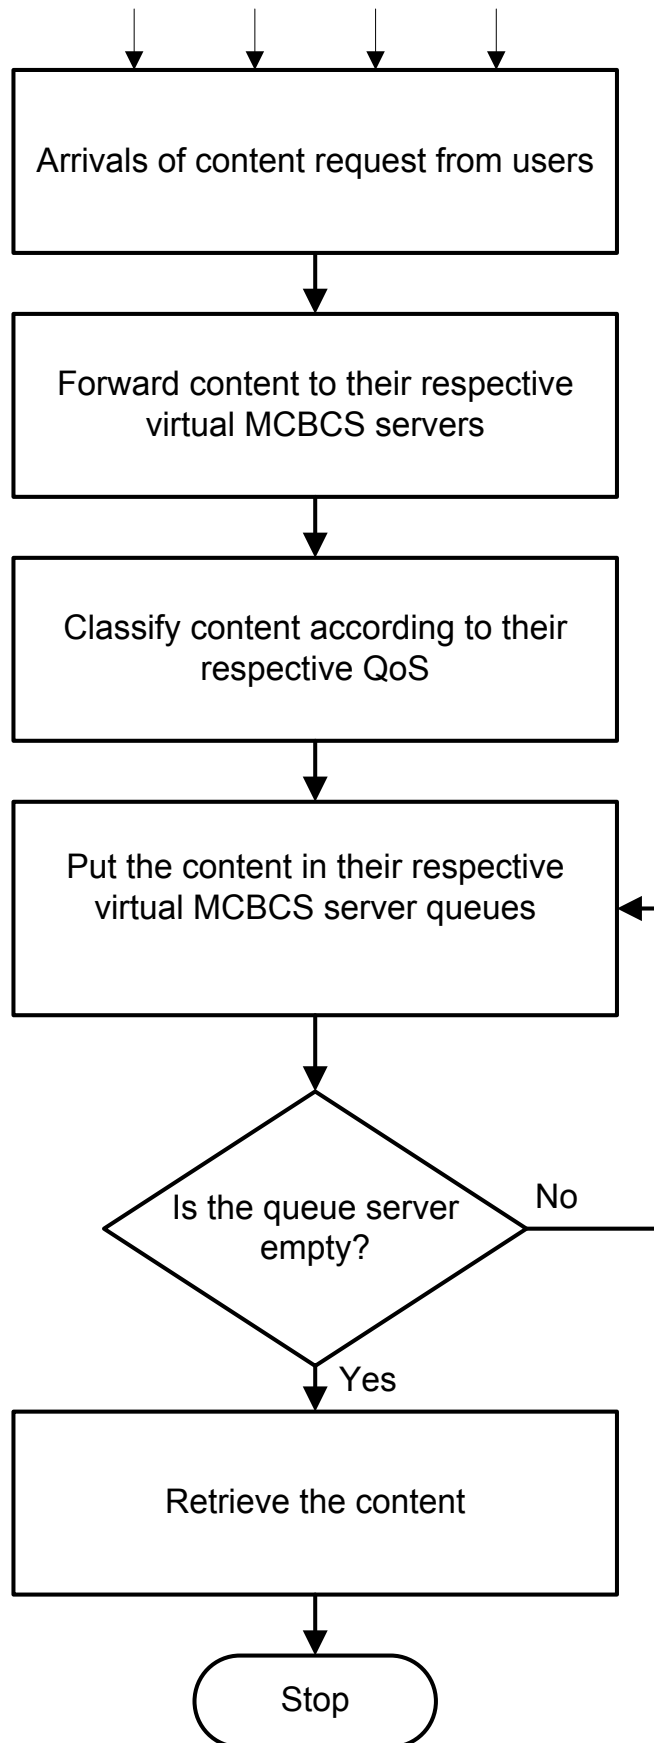 Arrivals of content request from users
Forward content to their respective
virtual MCBCS servers
Classify content according to their
respective QoS
Put the content in their respective
virtual MCBCS server queues
Is the queue server
empty?
No
Yes
Retrieve the content
Stop